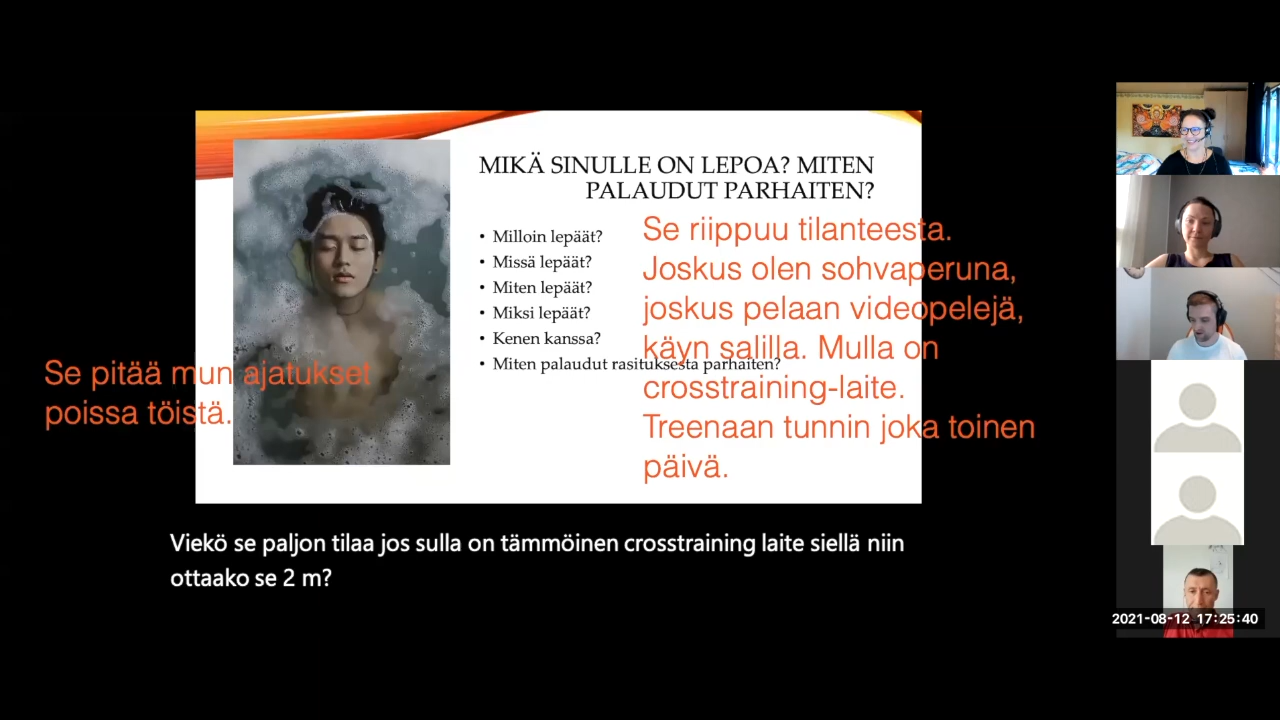 MIKÄ SINULLE ON LEPOA? MITEN
PALAUDUT PARHAITEN?
• Milloin lepäät?
• Missä lepäät?
• Miten lepäät?
• Miksi lepäät?
• Kenen kanssa?
• Miten palaudut rasituksesta parhaiten?
Se riippuu tilanteesta.
Joskus olen sohvaperuna,
joskus pelaan videopelejä,
käyn salilla. Mulla on
crosstraining-laite.
Treenaan tunnin joka toinen
päivä.
Se pitää mun ajatukset
poissa töistä.
Viekö se paljon tilaa jos sulla on tämmöinen crosstraining laite siellä niin
ottaako se 2 m?
2021-08-12 17:25:40